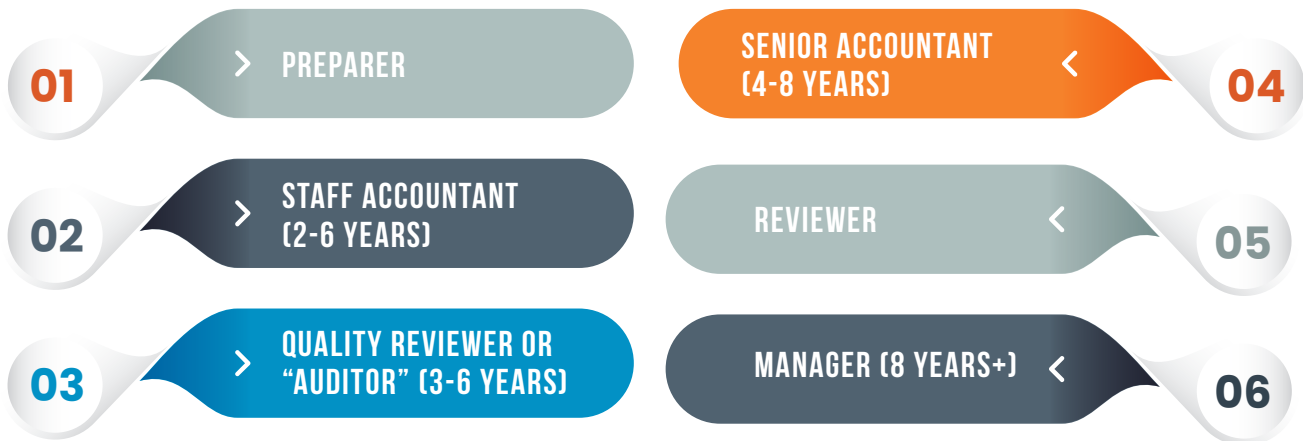 01
PREPARER
02
STAFF ACCOUNTANT
(2-6 YEARS)
03
QUALITY REVIEWER OR
“AUDITOR” (3-6 YEARS)
SENIOR ACCOUNTANT
(4-8 YEARS)
04
REVIEWER
05
MANAGER (8 YEARS+)
06